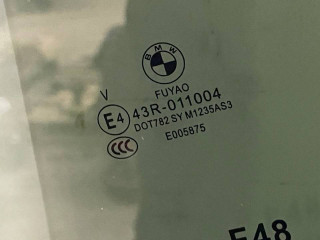 BMW
FUYAO
V
E4 43R-011004
DOT782 SY M1235AS3
CCC E005875
E48